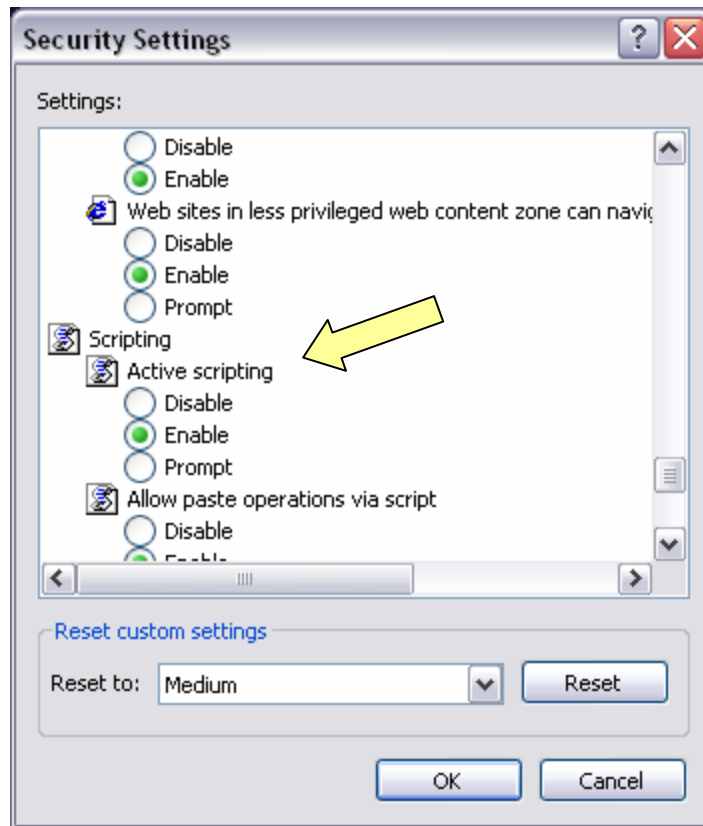 Security Settings
Settings:
Disable
Enable
Web sites in less privileged web content zone can navig
Disable
Enable
Prompt
Scripting
Active scripting
Disable
Enable
Prompt
Allow paste operations via script
Disable
Enable
Reset custom settings
Reset to: Medium Reset
OK Cancel